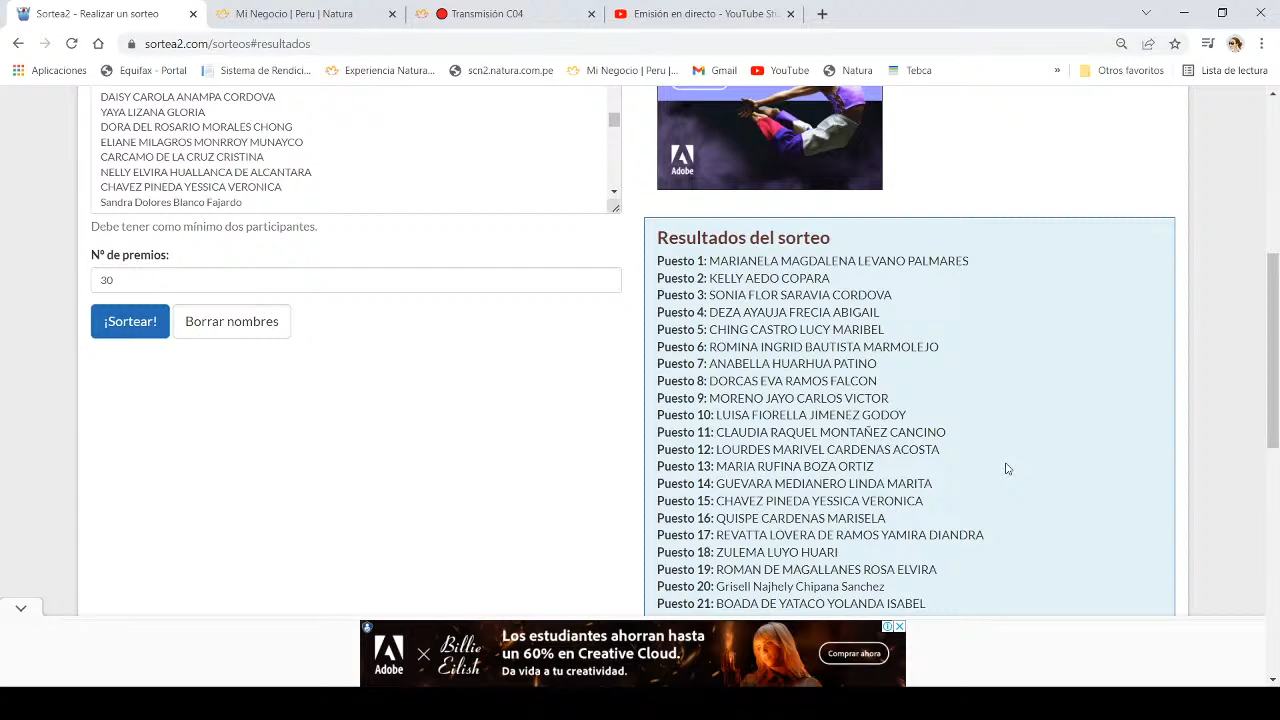 Sortea2 - Realizar un sorteo
Mi Negocio | Peru | Natura
Transmisión C04
Emisión en directo - YouTube St
sortea2.com/sorteos#resultados
Aplicaciones
Equifax - Portal
Sistema de Rendici...
Experiencia Natura...
scn2.natura.com.pe
Mi Negocio | Peru |...
Gmail
YouTube
Natura
Tebca
»
Otros favoritos
Lista de lectura
DAISY CAROLA ANAMPA CORDOVA
YAYA LIZANA GLORIA
DORA DEL ROSARIO MORALES CHONG
ELIANE MILAGROS MONRROY MUNAYCO
CARCAMO DE LA CRUZ CRISTINA
NELLY ELVIRA HUALLANCA DE ALCANTARA
CHAVEZ PINEDA YESSICA VERONICA
Sandra Dolores Blanco Fajardo
Debe tener como mínimo dos participantes.
Nº de premios:
30
¡Sortear!
Borrar nombres
Adobe
Resultados del sorteo
Puesto 1: MARIANELA MAGDALENA LEVANO PALMARES
Puesto 2: KELLY AEDO COPARA
Puesto 3: SONIA FLOR SARAVIA CORDOVA
Puesto 4: DEZA AYAUJA FRECIA ABIGAIL
Puesto 5: CHING CASTRO LUCY MARIBEL
Puesto 6: ROMINA INGRID BAUTISTA MARMOLEJO
Puesto 7: ANABELLA HUARHUA PATINO
Puesto 8: DORCAS EVA RAMOS FALCON
Puesto 9: MORENO JAYO CARLOS VICTOR
Puesto 10: LUISA FIORELLA JIMENEZ GODOY
Puesto 11: CLAUDIA RAQUEL MONTAÑEZ CANCINO
Puesto 12: LOURDES MARIVEL CARDENAS ACOSTA
Puesto 13: MARIA RUFINA BOZA ORTIZ
Puesto 14: GUEVARA MEDIANERO LINDA MARITA
Puesto 15: CHAVEZ PINEDA YESSICA VERONICA
Puesto 16: QUISPE CARDENAS MARISELA
Puesto 17: REVATTA LOVERA DE RAMOS YAMIRA DIANDRA
Puesto 18: ZULEMA LUYO HUARI
Puesto 19: ROMAN DE MAGALLANES ROSA ELVIRA
Puesto 20: Grisell Najhely Chipana Sanchez
Puesto 21: BOADA DE YATACO YOLANDA ISABEL
Adobe
Billie
Eilish
Los estudiantes ahorran hasta
un 60% en Creative Cloud.
Da vida a tu creatividad.
Comprar ahora